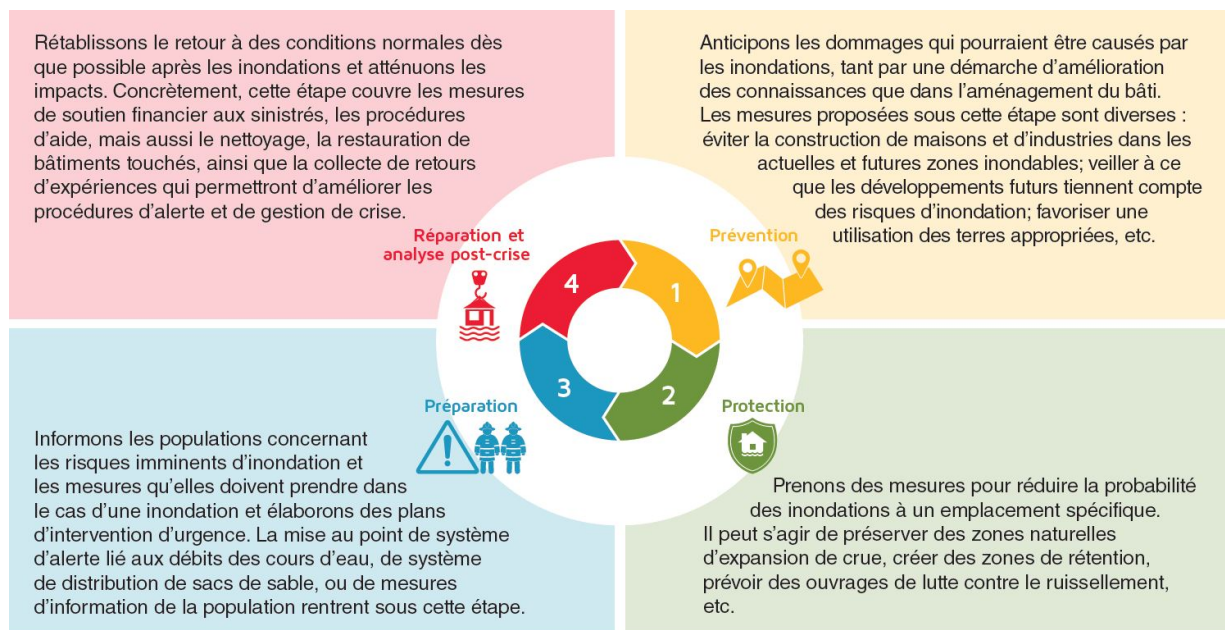 Rétablissons le retour à des conditions normales dès
que possible après les inondations et atténuons les
impacts. Concrètement, cette étape couvre les mesures
de soutien financier aux sinistrés, les procédures
d'aide, mais aussi le nettoyage, la restauration de
bâtiments touchés, ainsi que la collecte de retours
d'expériences qui permettront d'améliorer les
procédures d'alerte et de gestion de crise.
Réparation et
analyse post-crise
4
Anticipons les dommages qui pourraient être causés par
les inondations, tant par une démarche d'amélioration
des connaissances que dans l'aménagement du bâti.
Les mesures proposées sous cette étape sont diverses :
éviter la construction de maisons et d'industries dans les
actuelles et futures zones inondables; veiller à ce
que les développements futurs tiennent compte
des risques d'inondation; favoriser une
utilisation des terres appropriées, etc.
Prévention
1
3
Préparation
Informons les populations concernant
les risques imminents d'inondation et
les mesures qu'elles doivent prendre dans
le cas d'une inondation et élaborons des plans
d'intervention d'urgence. La mise au point de système
d'alerte lié aux débits des cours d'eau, de système
de distribution de sacs de sable, ou de mesures
d'information de la population rentrent sous cette étape.
2
Protection
Prenons des mesures pour réduire la probabilité
des inondations à un emplacement spécifique.
Il peut s'agir de préserver des zones naturelles
d'expansion de crue, créer des zones de rétention,
prévoir des ouvrages de lutte contre le ruissellement,
etc.